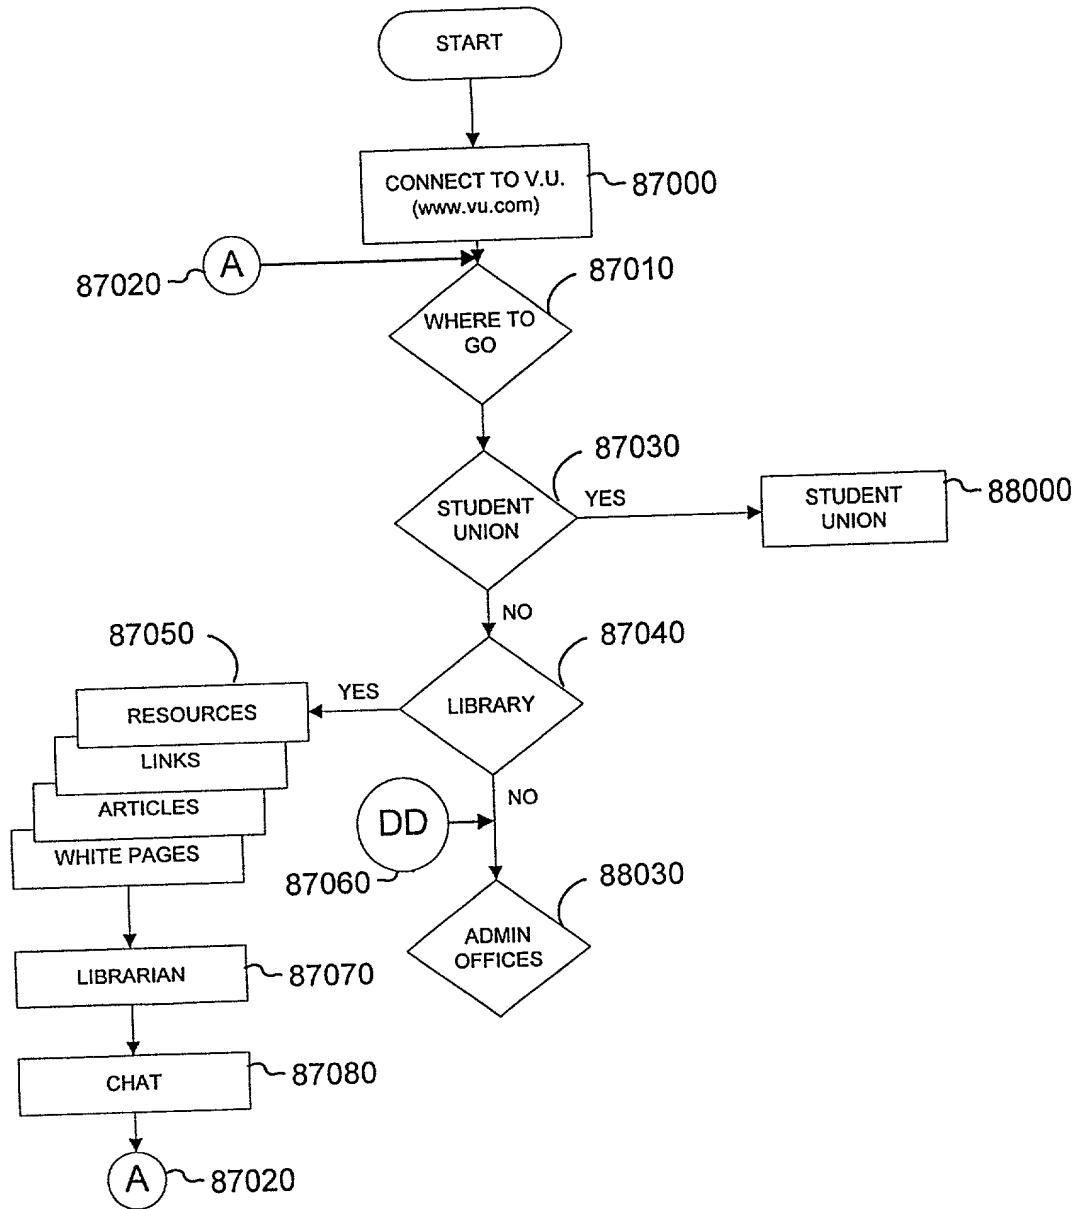 START
CONNECT TO V.U.
(www.vu.com)
87000
A
87020
87010
WHERE TO
GO
87030
STUDENT
UNION
YES
STUDENT
UNION
88000
NO
87050
87040
RESOURCES
YES
LIBRARY
LINKS
ARTICLES
WHITE PAGES
NO
DD
87060
88030
ADMIN
OFFICES
LIBRARIAN
87070
CHAT
87080
A
87020